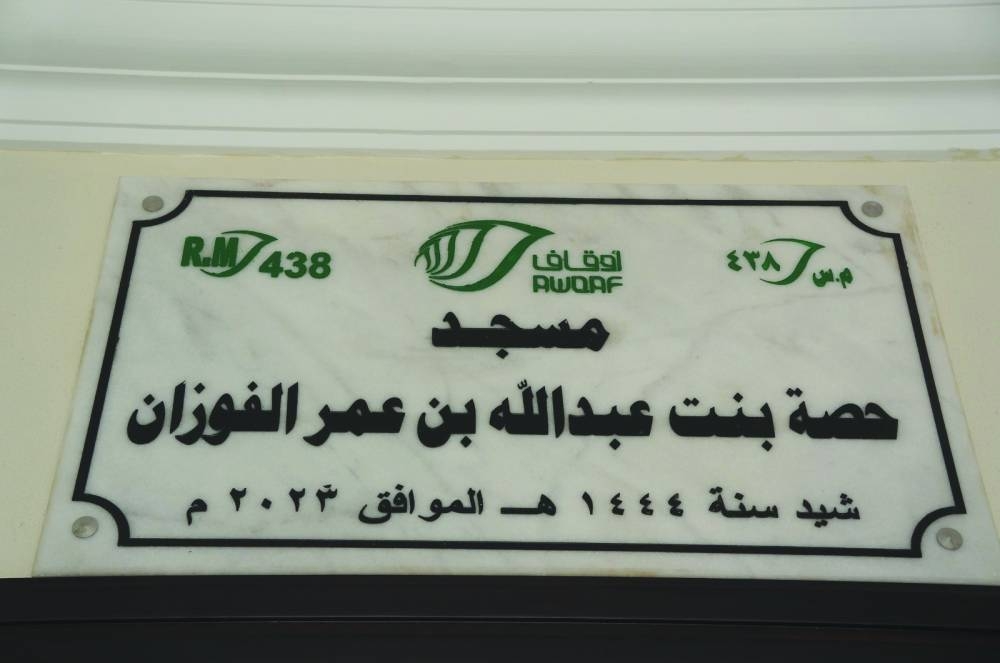 R.M 438
أوقاف
AWQAF
م.س ٤٣٨
مسجد
حصة بنت عبدالله بن عمر الفوزان
شيد سنة ١٤٤٤ هـ الموافق ٢٠٢٣ م